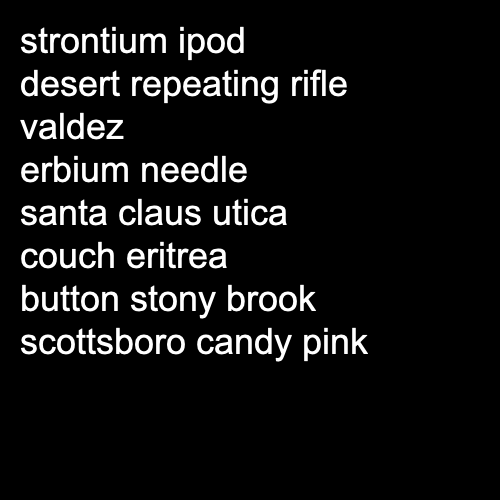 strontium ipod
desert repeating rifle
valdez
erbium needle
santa claus utica
couch eritrea
button stony brook
scottsboro candy pink